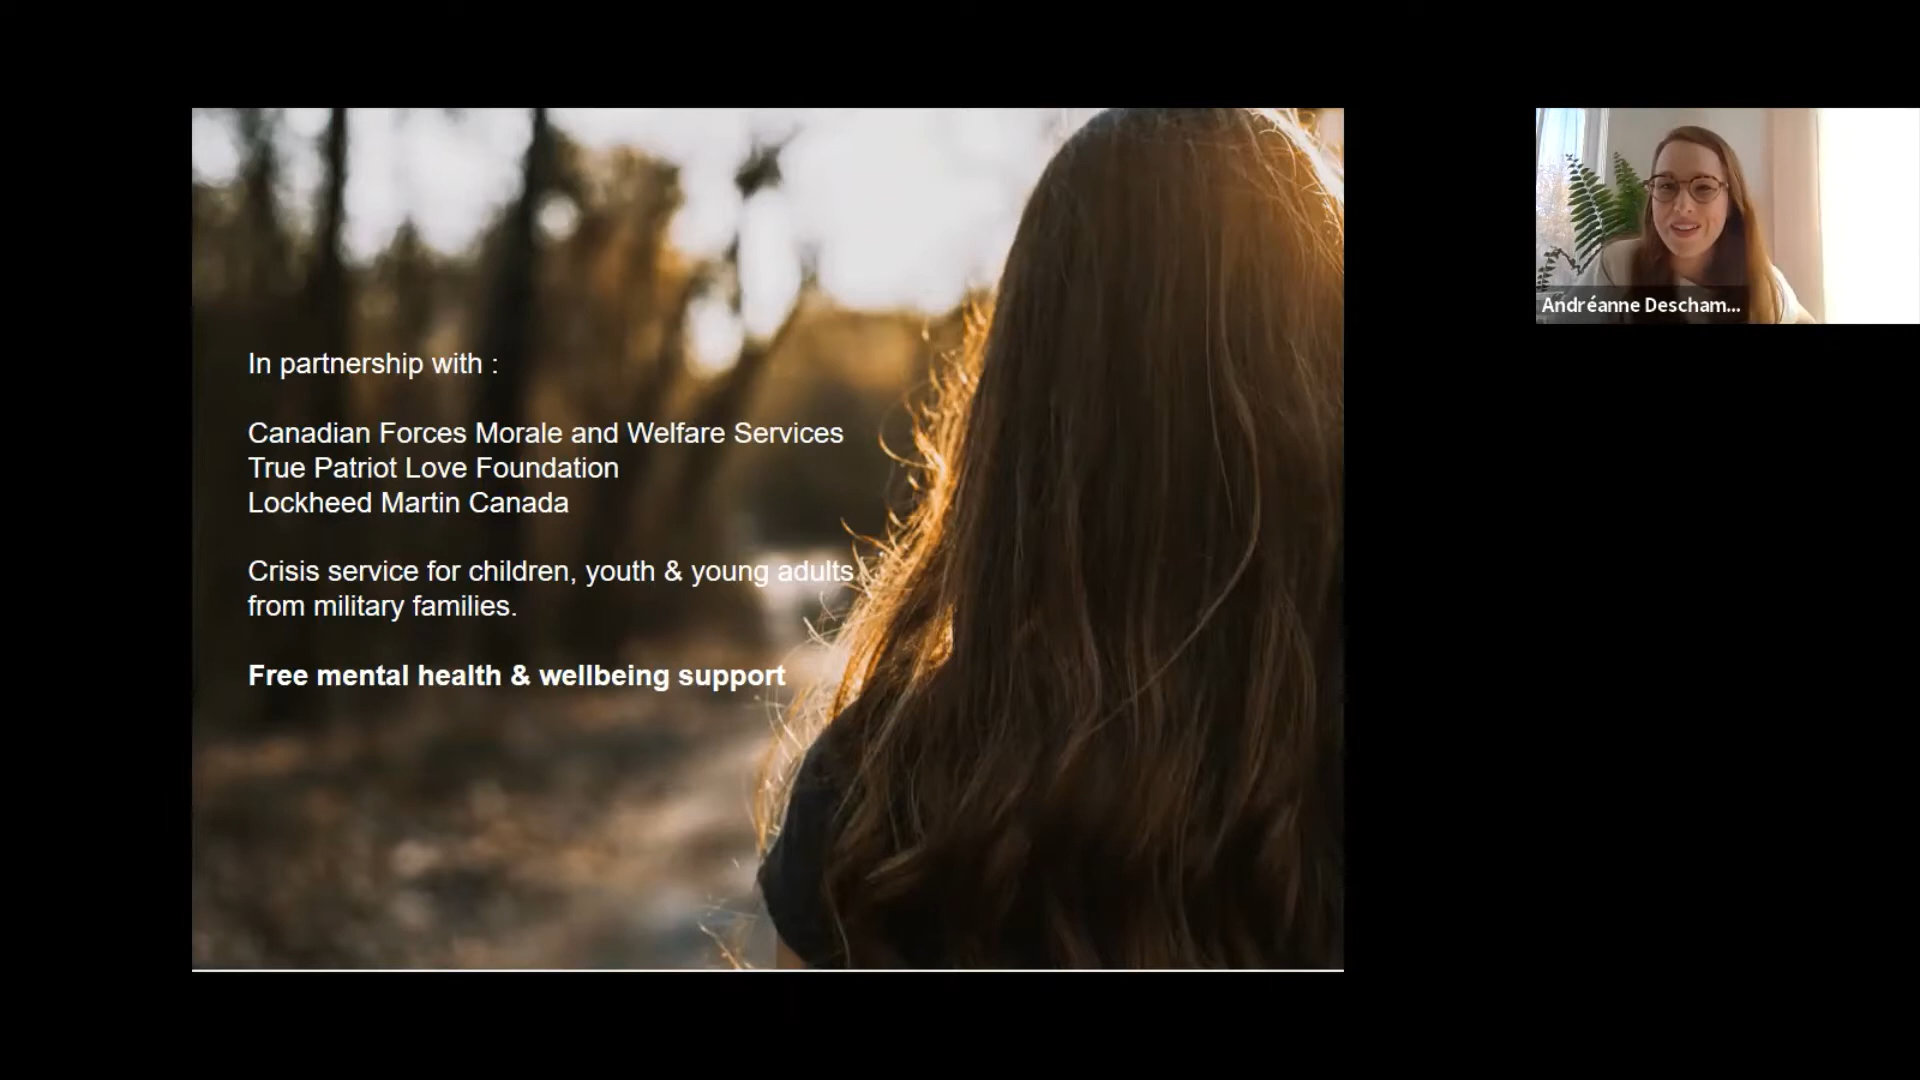 In partnership with :
Canadian Forces Morale and Welfare Services
True Patriot Love Foundation
Lockheed Martin Canada
Crisis service for children, youth & young adults
from military families.
Free mental health & wellbeing support
Andréanne Descham...